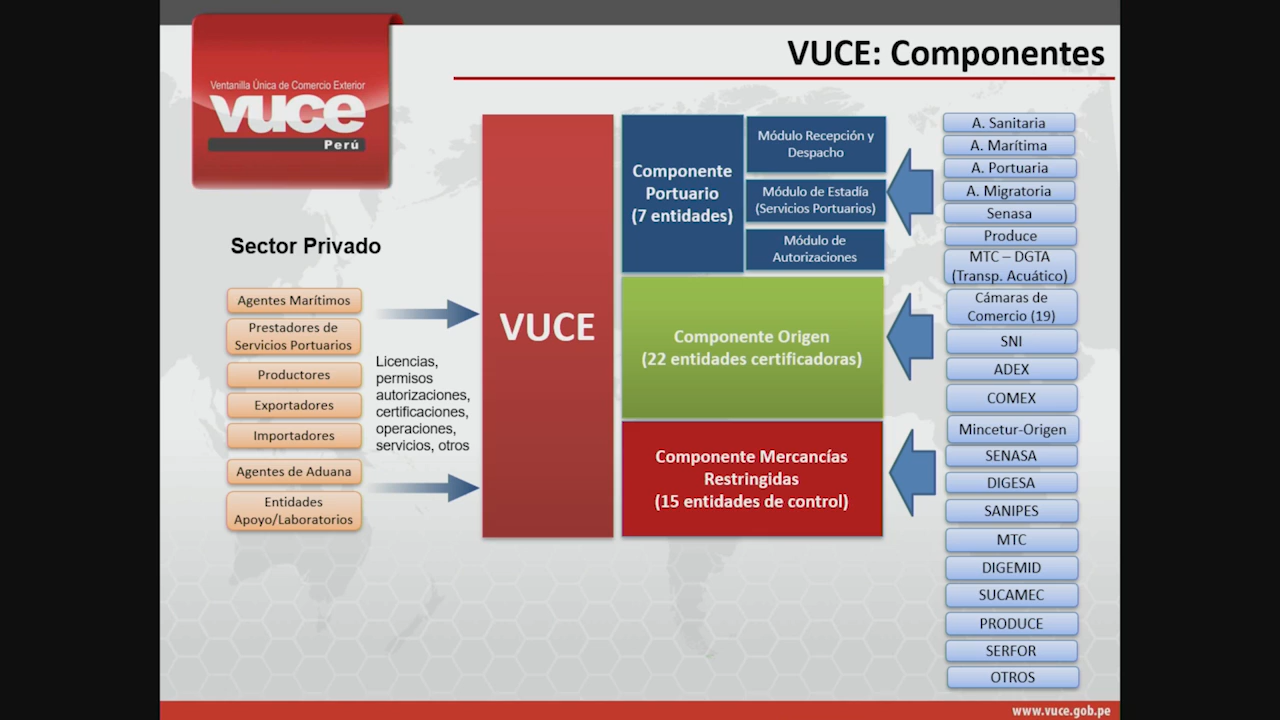 VUCE: Componentes
Ventanilla Única de Comercio Exterior
vuce
Perú
Sector Privado
Agentes Marítimos
Prestadores de
Servicios Portuarios
Productores
Exportadores
Importadores
Agentes de Aduana
Entidades
Apoyo/Laboratorios
Licencias,
permisos
autorizaciones,
certificaciones,
operaciones,
servicios, otros
VUCE
Componente
Portuario
(7 entidades)
Módulo Recepción y
Despacho
Módulo de Estadía
(Servicios Portuarios)
Módulo de
Autorizaciones
Componente Origen
(22 entidades certificadoras)
Componente Mercancías
Restringidas
(15 entidades de control)
A. Sanitaria
A. Marítima
A. Portuaria
A. Migratoria
Senasa
Produce
MTC – DGTA
(Transp. Acuático)
Cámaras de
Comercio (19)
SNI
ADEX
COMEX
Mincetur-Origen
SENASA
DIGESA
SANIPES
MTC
DIGEMID
SUCAMEC
PRODUCE
SERFOR
OTROS
www.vuce.gob.pe